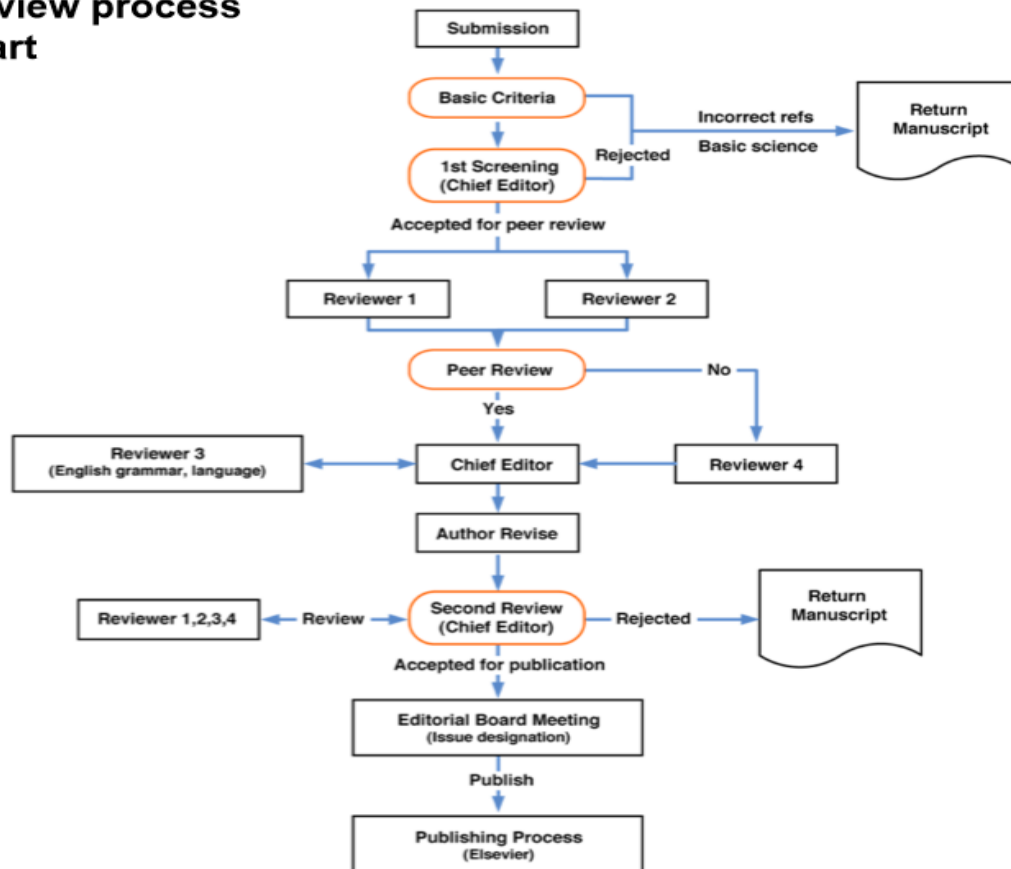 view process
art
Submission
Basic Criteria
Incorrect refs
Basic science
Return
Manuscript
Rejected
1st Screening
(Chief Editor)
Accepted for peer review
Reviewer 1
Reviewer 2
Peer Review
No
Yes
Reviewer 3
(English grammar, language)
Chief Editor
Reviewer 4
Author Revise
Reviewer 1,2,3,4
Review
Second Review
(Chief Editor)
Rejected
Return
Manuscript
Accepted for publication
Editorial Board Meeting
(Issue designation)
Publish
Publishing Process
(Elsevier)